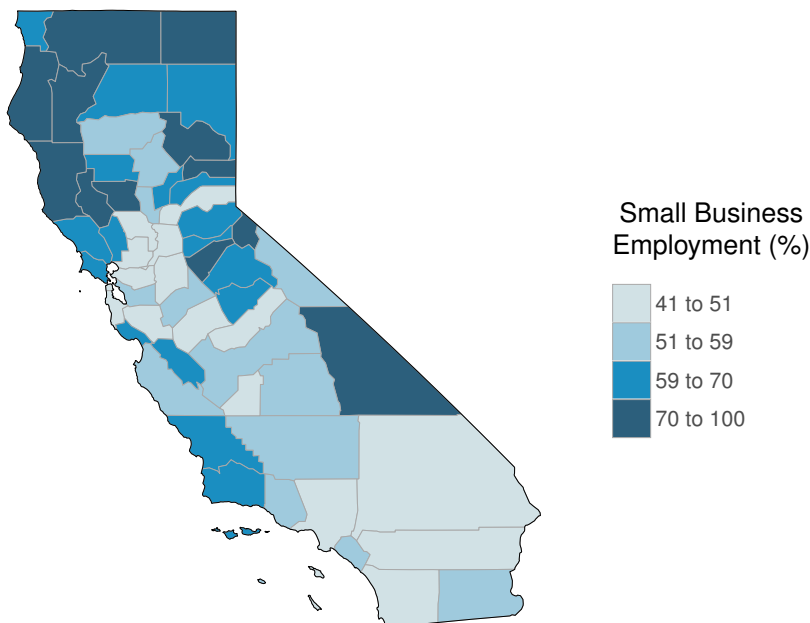 Small Business
Employment (%)
41 to 51
51 to 59
59 to 70
70 to 100